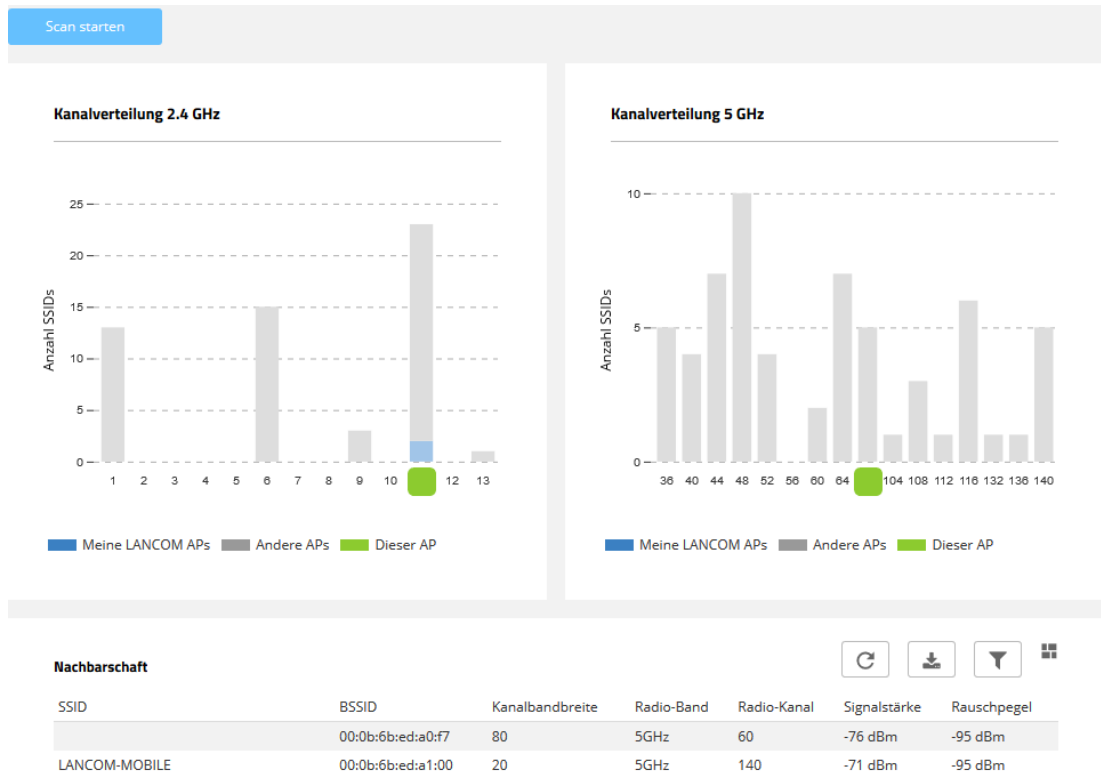 Scan starten
Kanalverteilung 2.4 GHz
25
20
15
10
5
0
Anzahl SSIDs
1 2 3 4 5 6 7 8 9 10 12 13
Meine LANCOM APs Andere APs Dieser AP
Kanalverteilung 5 GHz
10
5
0
Anzahl SSIDs
36 40 44 48 52 56 60 64 104 108 112 116 132 136 140
Meine LANCOM APs Andere APs Dieser AP
Nachbarschaft
SSID BSSID Kanalbandbreite Radio-Band Radio-Kanal Signalstärke Rauschpegel
00:0b:6b:ed:a0:f7 80 5GHz 60 -76 dBm -95 dBm
LANCOM-MOBILE 00:0b:6b:ed:a1:00 20 5GHz 140 -71 dBm -95 dBm